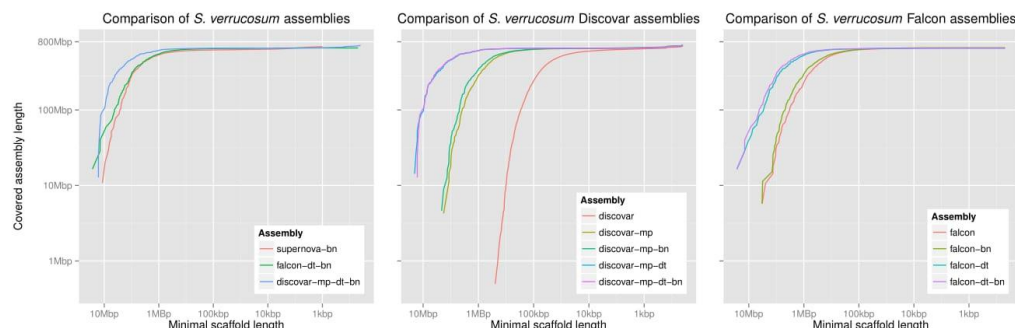 Comparison of S. verrucosum assemblies
Comparison of S. verrucosum Discovar assemblies
Comparison of S. verrucosum Falcon assemblies
800Mbp
100Mbp
10Mbp
1Mbp
Covered assembly length
Assembly
supernova-bn
falcon-dt-bn
discovar-mp-dt-bn
Assembly
discovar
discovar-mp
discovar-mp-bn
discovar-mp-dt
discovar-mp-dt-bn
Assembly
falcon
falcon-bn
falcon-dt
falcon-dt-bn
10Mbp 1MBp 100kbp 10kbp 1kbp
10Mbp 1MBp 100kbp 10kbp 1kbp
10Mbp 1MBp 100kbp 10kbp 1kbp
Minimal scaffold length
Minimal scaffold length
Minimal scaffold length